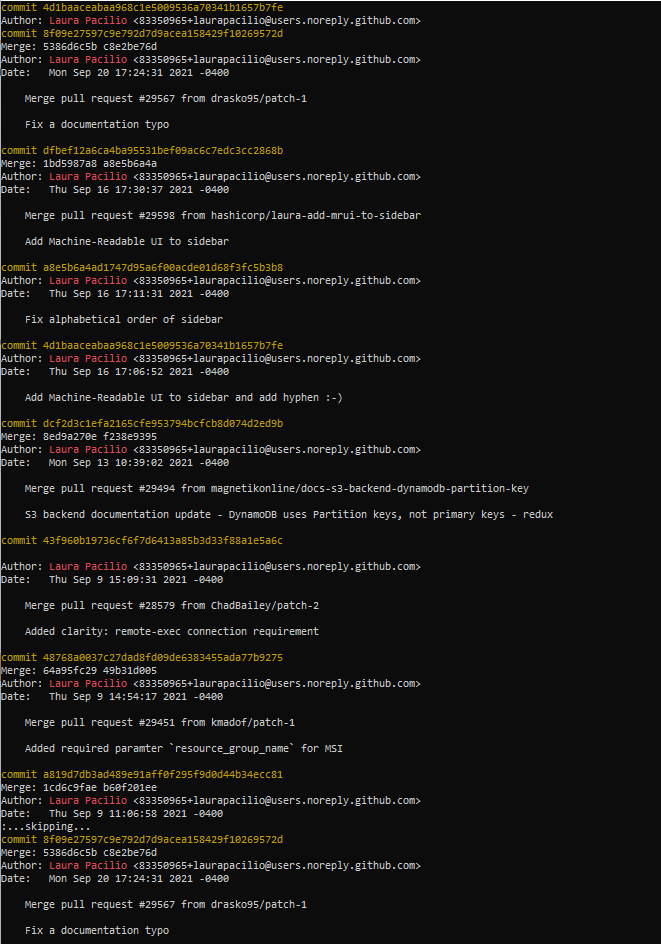 commit 4d1baaceabaa968c1e5009536a70341b1657b7fe
Author: Laura Pacilio <83350965+laurapacilio@users.noreply.github.com>
commit 8f09e27597c9e792d7d9acea158429f10269572d
Merge: 5386d6c5b c8e2be76d
Author: Laura Pacilio <83350965+laurapacilio@users.noreply.github.com>
Date:   Mon Sep 20 17:24:31 2021 -0400
    Merge pull request #29567 from drasko95/patch-1
    Fix a documentation typo
commit dfbef12a6ca4ba95531bef09ac6c7edc3cc2868b
Merge: 1bd5987a8 a8e5b6a4a
Author: Laura Pacilio <83350965+laurapacilio@users.noreply.github.com>
Date:   Thu Sep 16 17:30:37 2021 -0400
    Merge pull request #29598 from hashicorp/laura-add-mrui-to-sidebar
    Add Machine-Readable UI to sidebar
commit a8e5b6a4ad1747d95a6f00acde01d68f3fc5b3b8
Author: Laura Pacilio <83350965+laurapacilio@users.noreply.github.com>
Date:   Thu Sep 16 17:11:31 2021 -0400
    Fix alphabetical order of sidebar
commit 4d1baaceabaa968c1e5009536a70341b1657b7fe
Author: Laura Pacilio <83350965+laurapacilio@users.noreply.github.com>
Date:   Thu Sep 16 17:06:52 2021 -0400
    Add Machine-Readable UI to sidebar and add hyphen :-)
commit dcf2d3c1efa2165cfe953794bcfcb8d074d2ed9b
Merge: 8ed9a270e f238e9395
Author: Laura Pacilio <83350965+laurapacilio@users.noreply.github.com>
Date:   Mon Sep 13 10:39:02 2021 -0400
    Merge pull request #29494 from magnetikonline/docs-s3-backend-dynamodb-partition-key
    S3 backend documentation update - DynamoDB uses Partition keys, not primary keys - redux
commit 43f960b19736cf6f7d6413a85b3d33f88a1e5a6c
Author: Laura Pacilio <83350965+laurapacilio@users.noreply.github.com>
Date:   Thu Sep 9 15:09:31 2021 -0400
    Merge pull request #28579 from ChadBailey/patch-2
    Added clarity: remote-exec connection requirement
commit 48768a0037c27dad8fd09de6383455ada77b9275
Merge: 64a95fc29 49b31d005
Author: Laura Pacilio <83350965+laurapacilio@users.noreply.github.com>
Date:   Thu Sep 9 14:54:17 2021 -0400
    Merge pull request #29451 from kmadof/patch-1
    Added required paramter `resource_group_name` for MSI
commit a819d7db3ad489e91aff0f295f9d0d44b34ecc81
Merge: 1cd6c9fae b60f201ee
Author: Laura Pacilio <83350965+laurapacilio@users.noreply.github.com>
Date:   Thu Sep 9 11:06:58 2021 -0400
:...skipping...
commit 8f09e27597c9e792d7d9acea158429f10269572d
Merge: 5386d6c5b c8e2be76d
Author: Laura Pacilio <83350965+laurapacilio@users.noreply.github.com>
Date:   Mon Sep 20 17:24:31 2021 -0400
    Merge pull request #29567 from drasko95/patch-1
    Fix a documentation typo